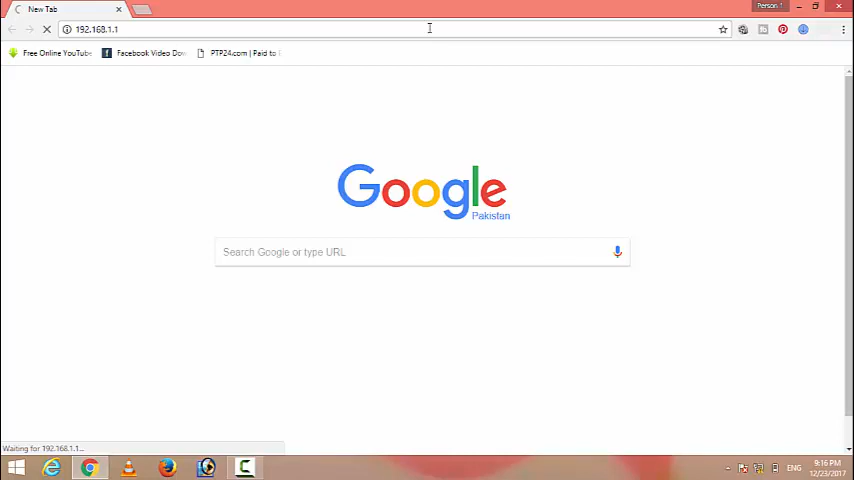 New Tab
Person 1
192.168.1.1
Free Online YouTube
Facebook Video Dow
PTP24.com | Paid to
Google
Pakistan
Search Google or type URL
Waiting for 192.168.1.1...
ENG
9:16 PM
12/23/2017